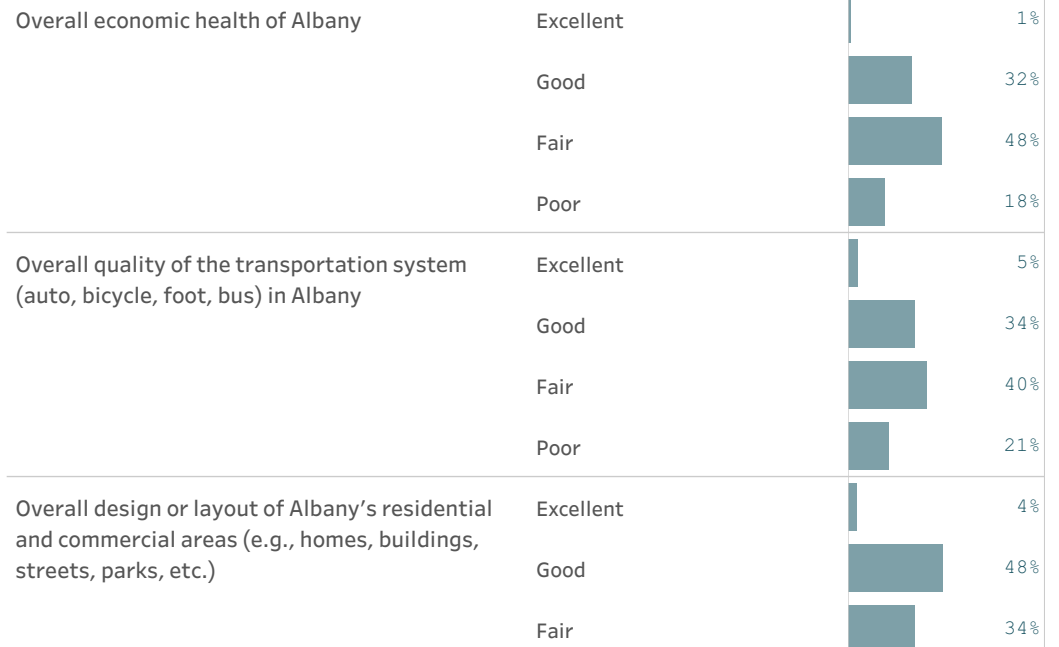 Overall economic health of Albany Excellent 1%
Good 32%
Fair 48%
Poor 18%
Overall quality of the transportation system Excellent 5%
(auto, bicycle, foot, bus) in Albany
Good 34%
Fair 40%
Poor 21%
Overall design or layout of Albany’s residential Excellent 4%
and commercial areas (e.g., homes, buildings,
streets, parks, etc.) Good 48%
Fair 34%